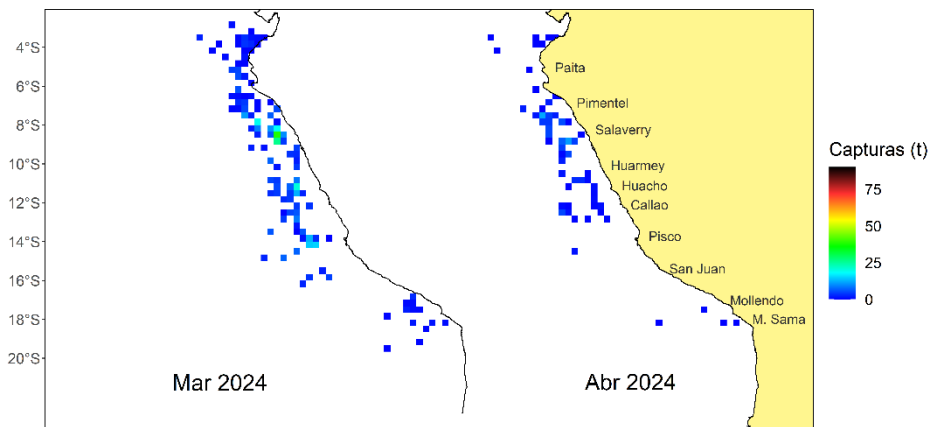 4°S
6°S
8°S
10°S
12°S
14°S
16°S
18°S
20°S
Paita
Pimentel
Salaverry
Huarmey
Huacho
Callao
Pisco
San Juan
Mollendo
M. Sama
Mar 2024
Abr 2024
Capturas (t)
75
50
25
0